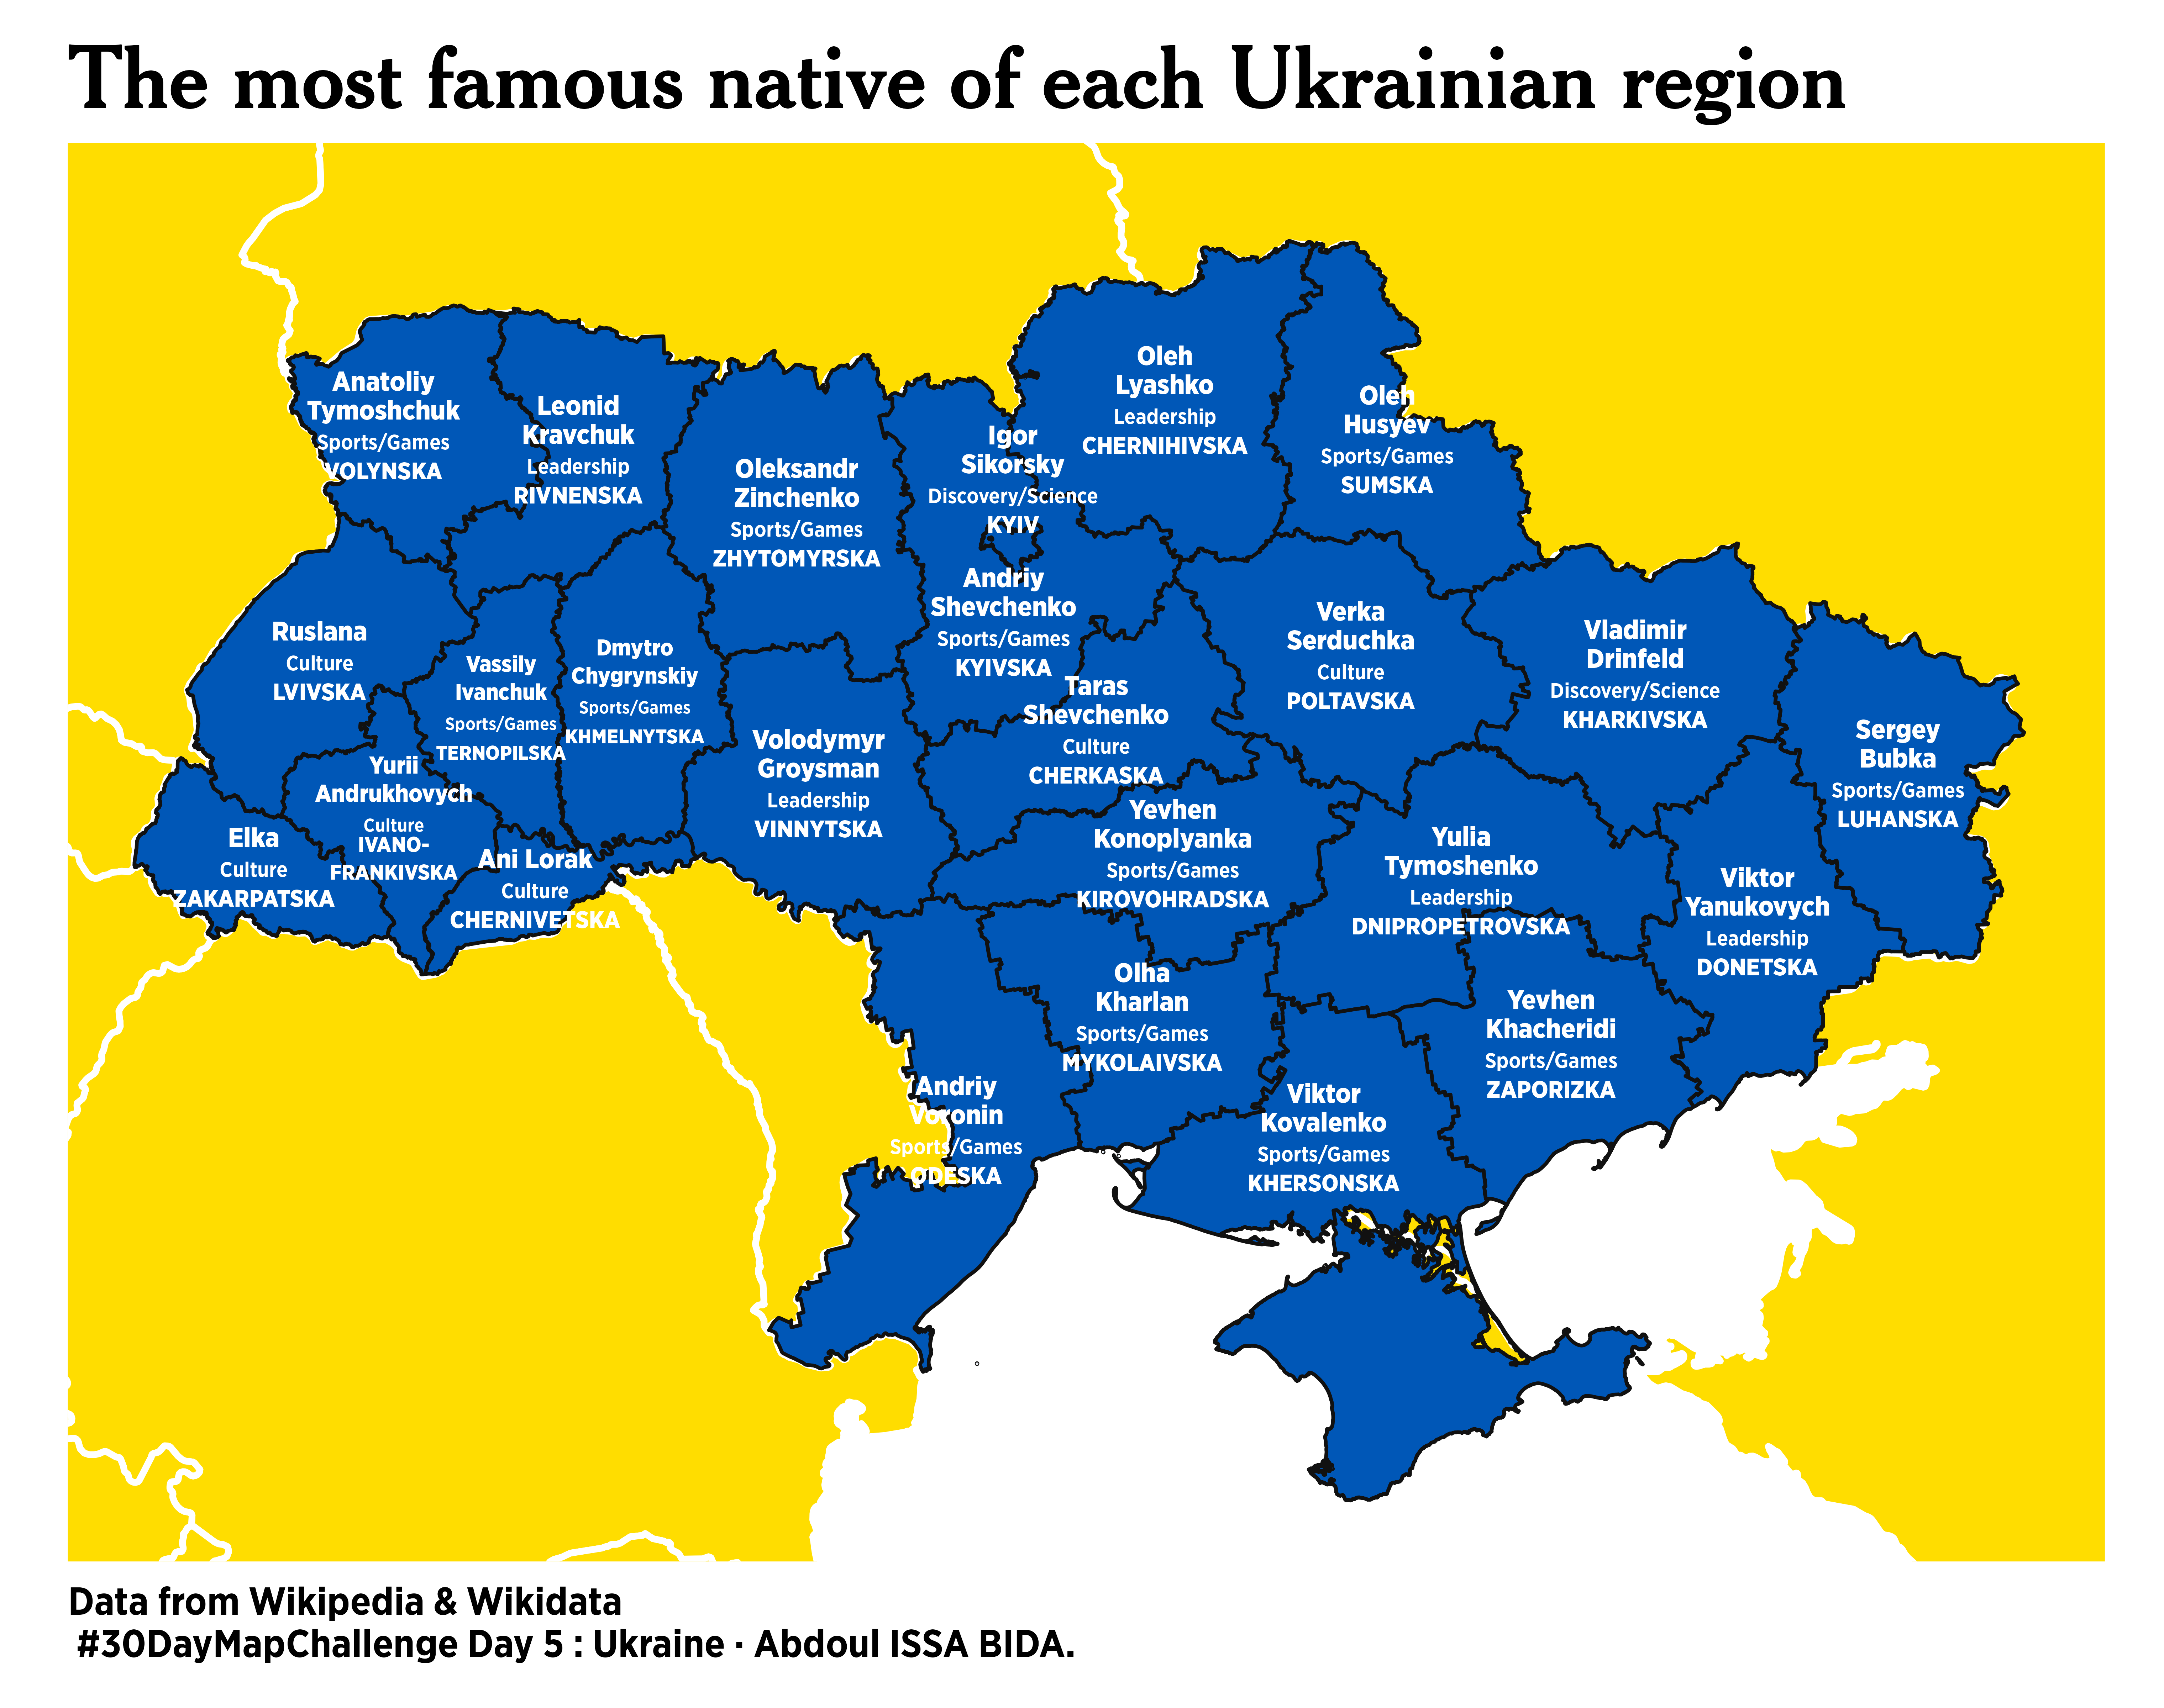 The most famous native of each Ukrainian region
Anatoliy
Tymoshchuk
Sports/Games
VOLYNSKA
Leonid
Kravchuk
Leadership
RIVNENSKA
Oleksandr
Zinchenko
Sports/Games
ZHYTOMYRSKA
Igor
Sikorsky
Discovery/Science
KYIV
Oleh
Lyashko
Leadership
CHERNIHIVSKA
Oleh
Husyev
Sports/Games
SUMSKA
Ruslana
Culture
LVIVSKA
Vassily
Ivanchuk
Sports/Games
TERNOPILSKA
Dmytro
Chygrynskiy
Sports/Games
KHMELNYTSKA
Andriy
Shevchenko
Sports/Games
KYIVSKA
Taras
Shevchenko
Culture
CHERKASKA
Verka
Serduchka
Culture
POLTAVSKA
Vladimir
Drinfeld
Discovery/Science
KHARKIVSKA
Sergey
Bubka
Sports/Games
LUHANSKA
Elka
Culture
ZAKARPATSKA
Yurii
Andrukhovych
Culture
IVANO-
FRANKIVSKA
Ani Lorak
Culture
CHERNIVETSKA
Volodymyr
Groysman
Leadership
VINNYTSKA
Yevhen
Konoplyanka
Sports/Games
KIROVOHRADSKA
Yulia
Tymoshenko
Leadership
DNIPROPETROVSKA
Viktor
Yanukovych
Leadership
DONETSKA
Andriy
Voronin
Sports/Games
ODESKA
Olha
Kharlan
Sports/Games
MYKOLAIVSKA
Viktor
Kovalenko
Sports/Games
KHERSONSKA
Yevhen
Khacheridi
Sports/Games
ZAPORIZKA
Data from Wikipedia & Wikidata
#30DayMapChallenge Day 5 : Ukraine · Abdoul ISSA BIDA.